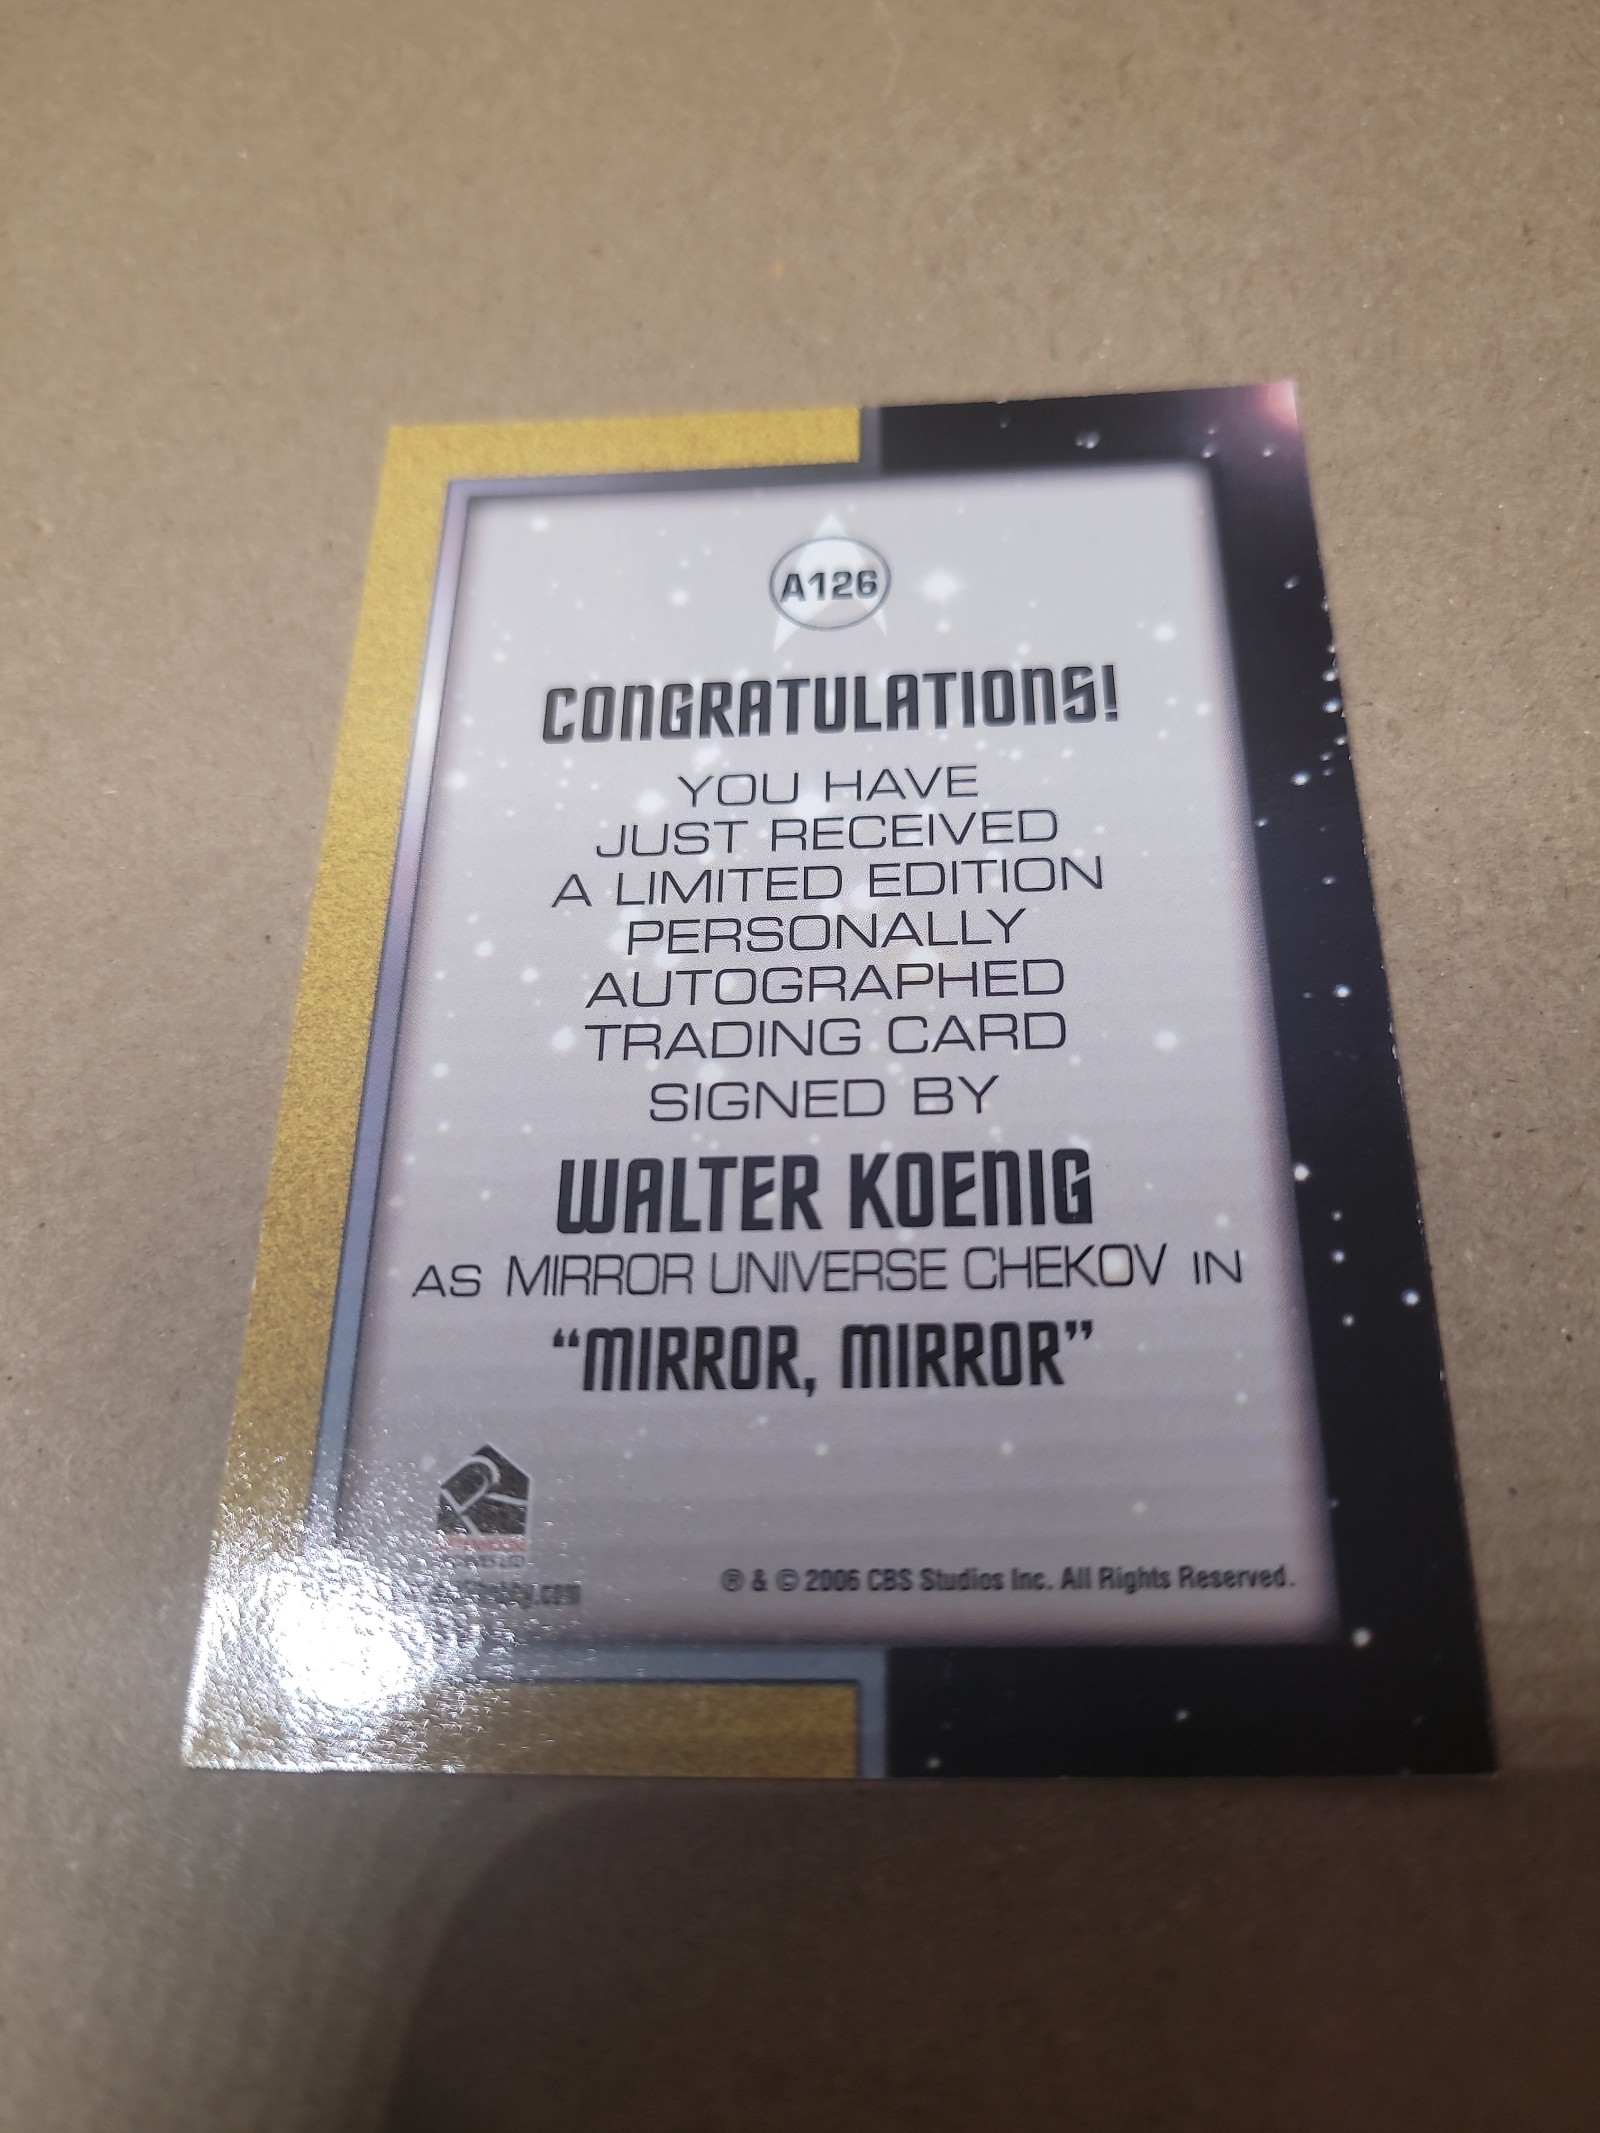 A126
CONGRATULATIONS!
YOU HAVE
JUST RECEIVED
A LIMITED EDITION
PERSONALLY
AUTOGRAPHED
TRADING CARD
SIGNED BY
WALTER KOENIG
AS MIRROR UNIVERSE CHEKOV IN
“MIRROR, MIRROR”
® & © 2006 CBS Studios Inc. All Rights Reserved.